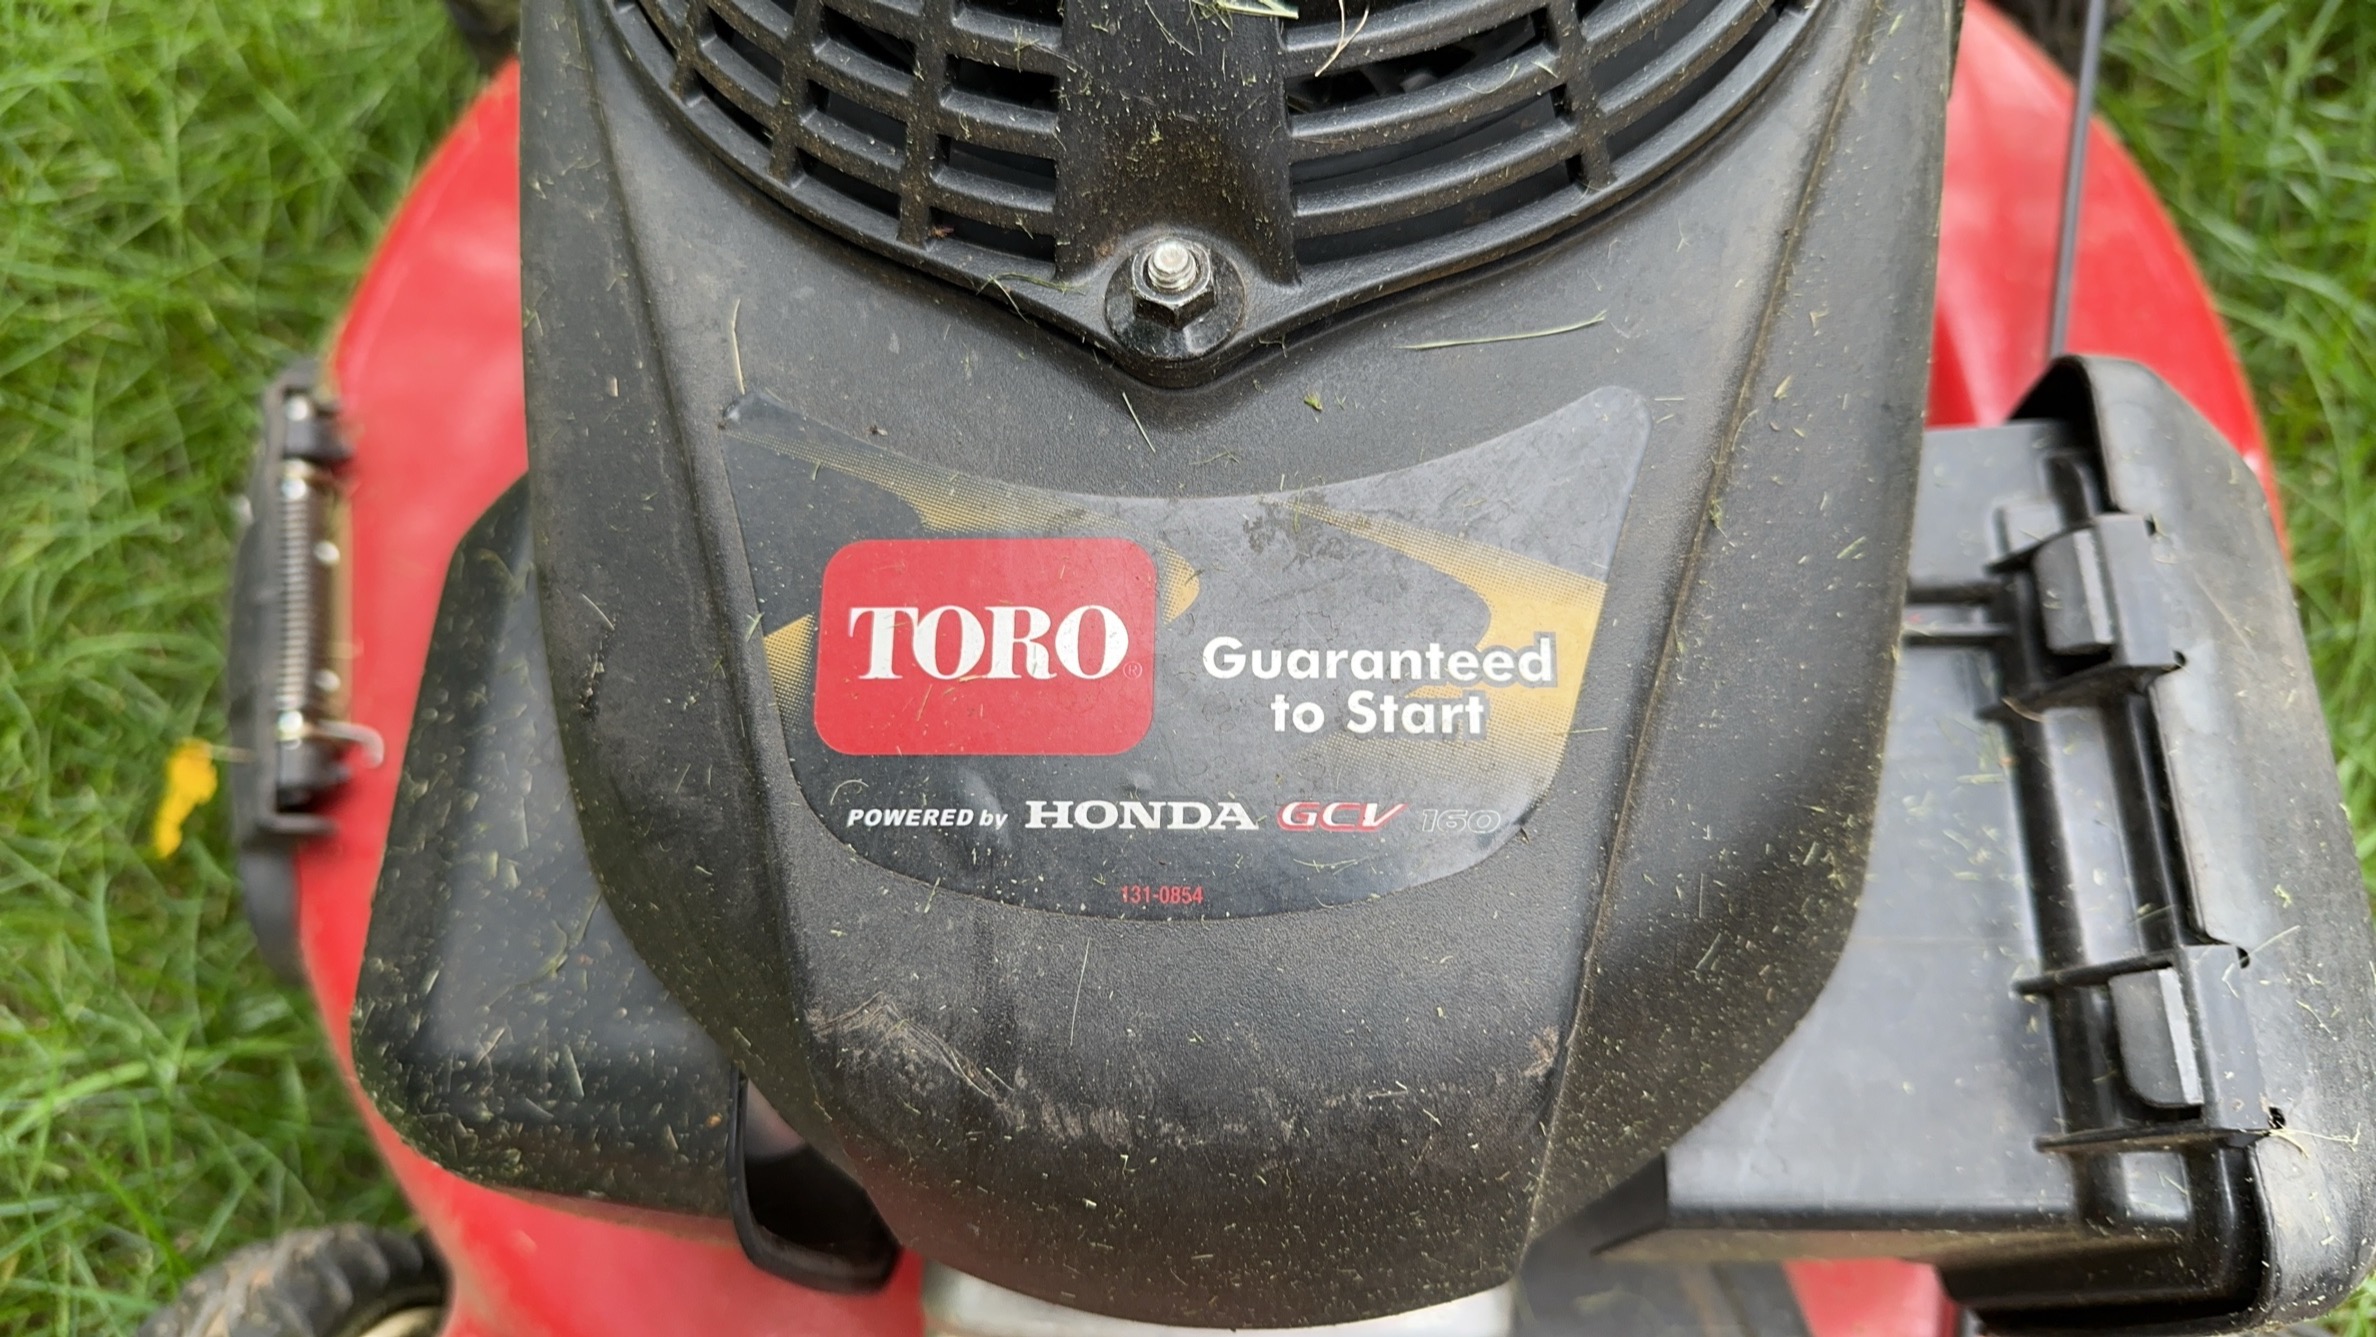 TORO®
Guaranteed
to Start
POWERED by HONDA GCV 160
131-0854